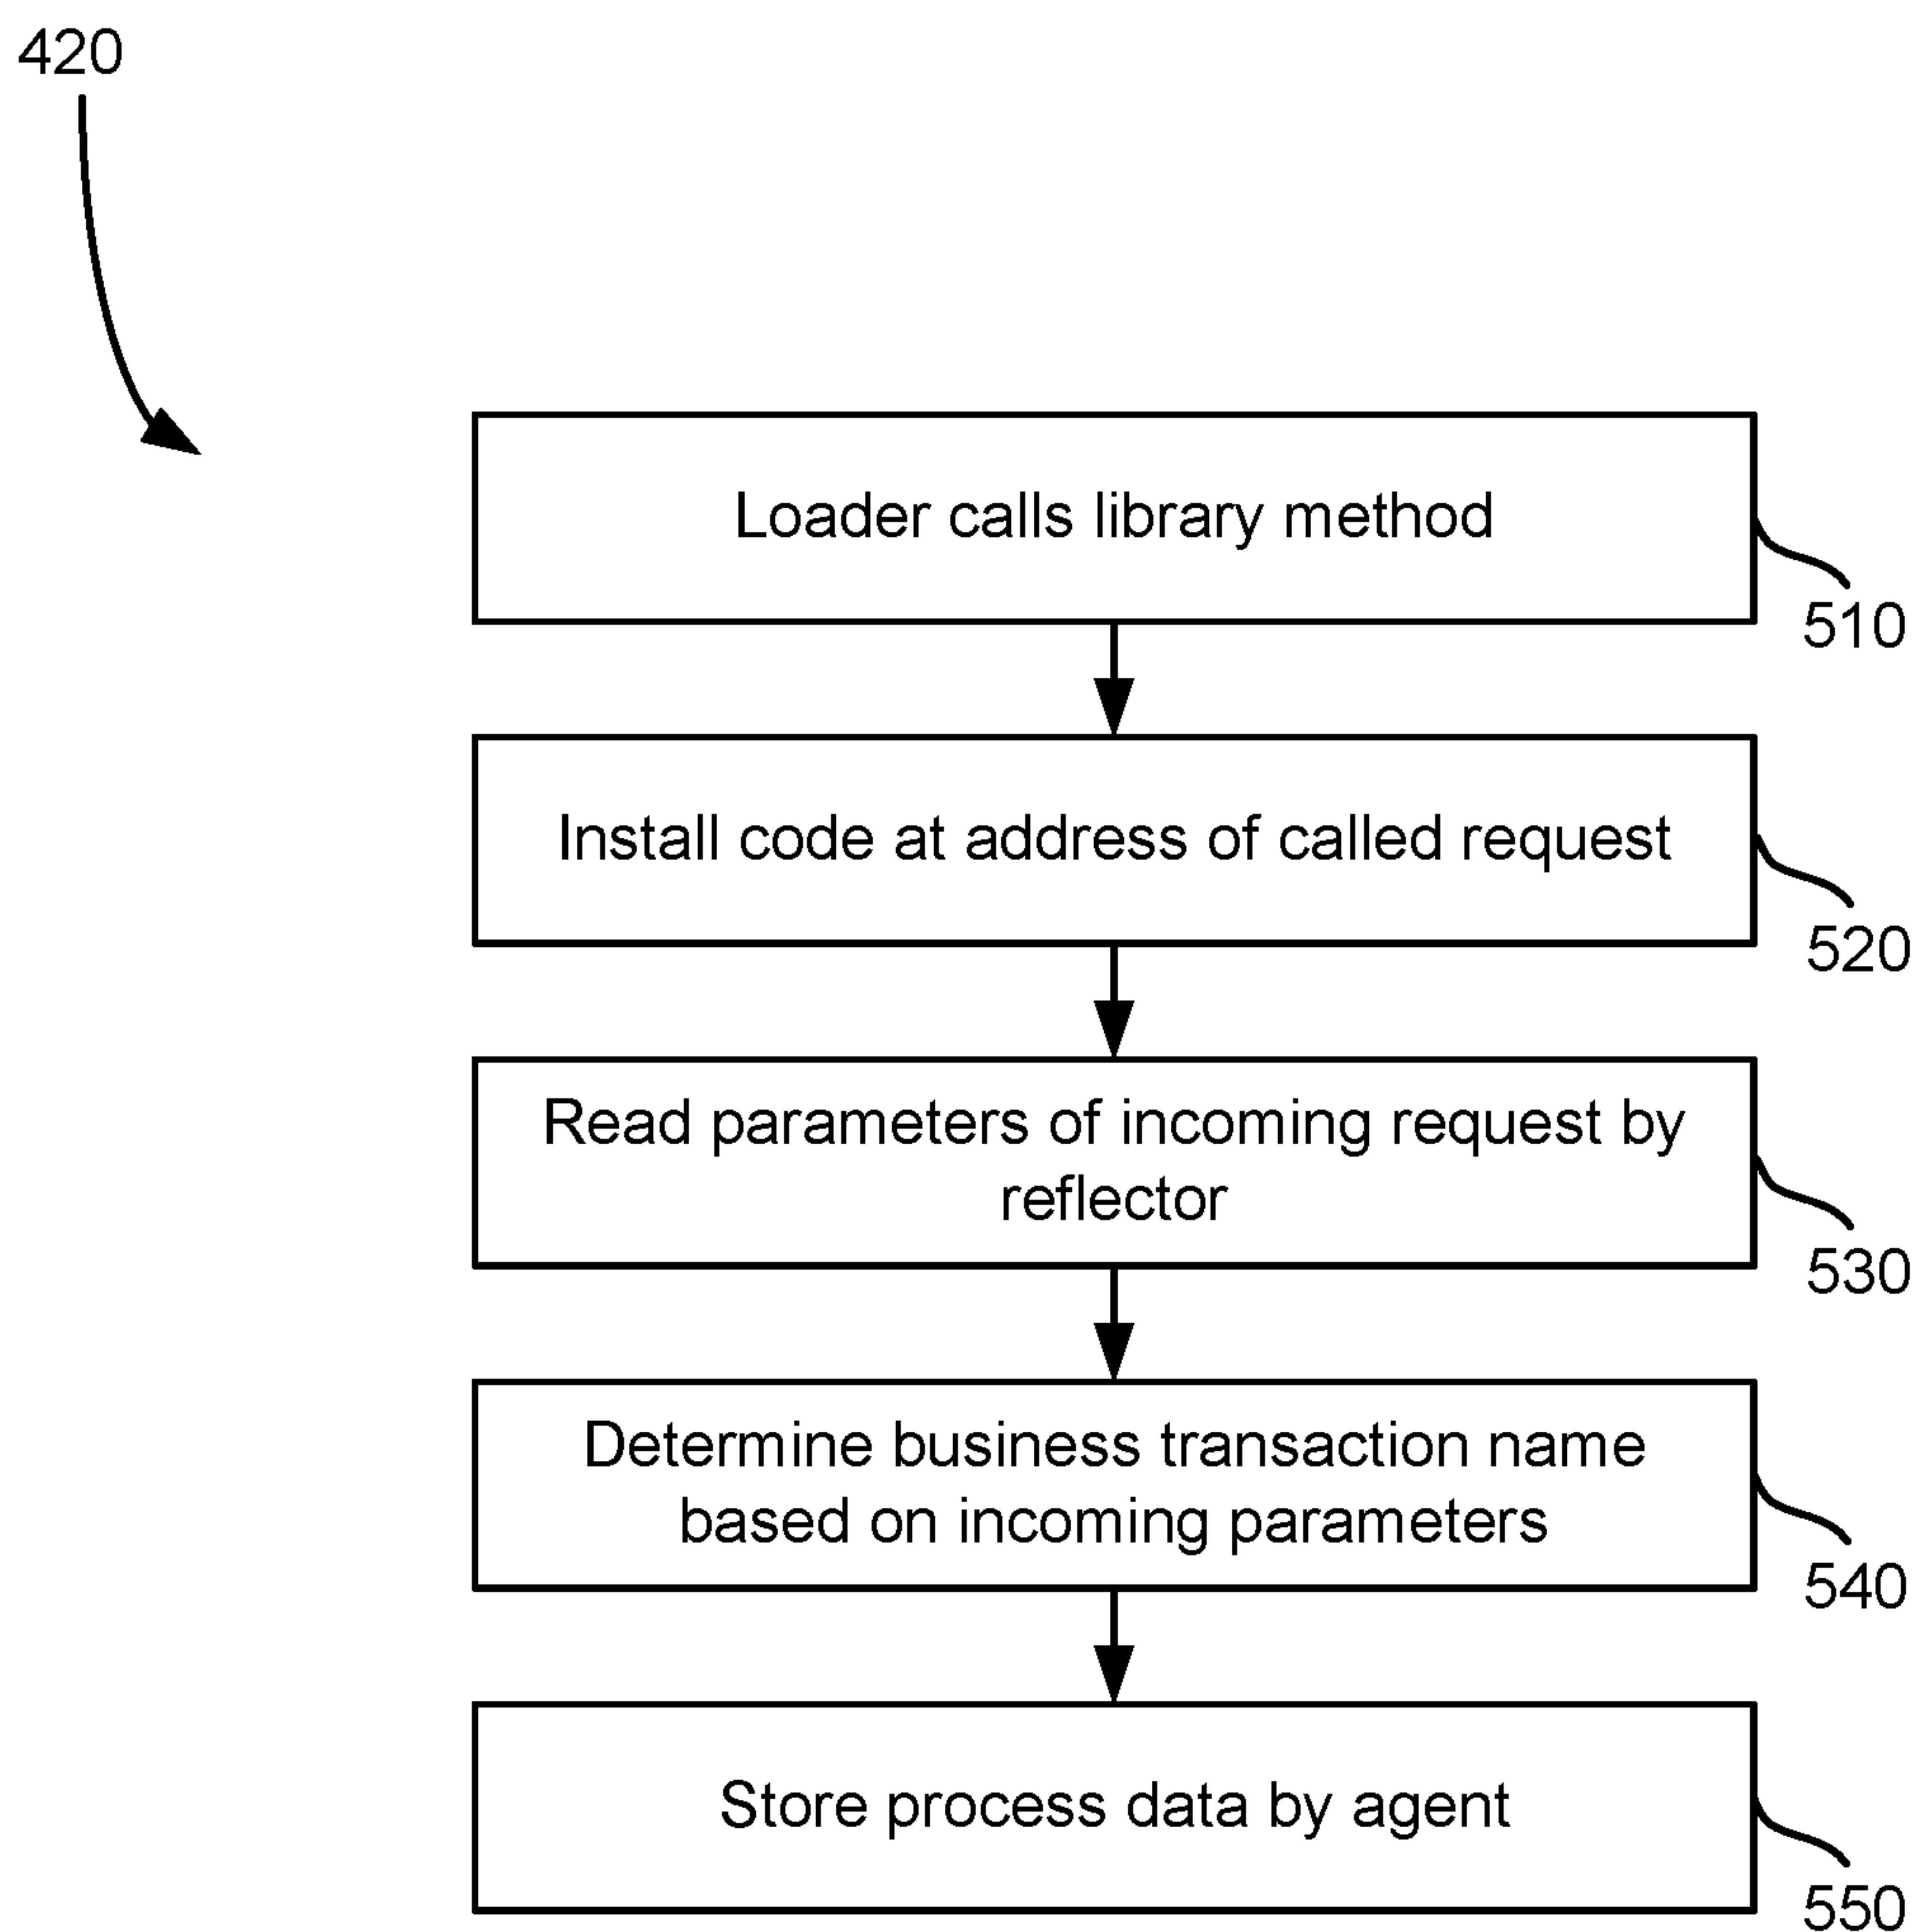 420
Loader calls library method
510
Install code at address of called request
520
Read parameters of incoming request by
reflector
530
Determine business transaction name
based on incoming parameters
540
Store process data by agent
550